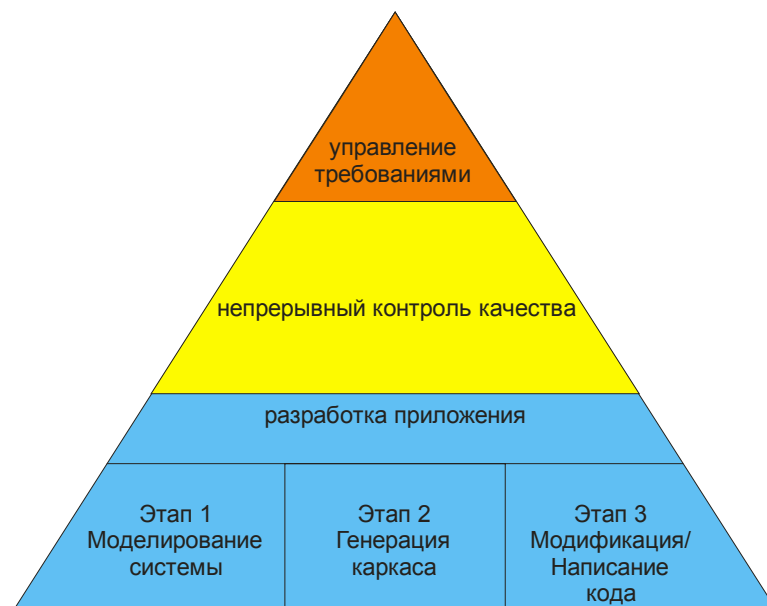 управление
требованиями
непрерывный контроль качества
разработка приложения
Этап 1
Моделирование
системы
Этап 2
Генерация
каркаса
Этап 3
Модификация/
Написание
кода